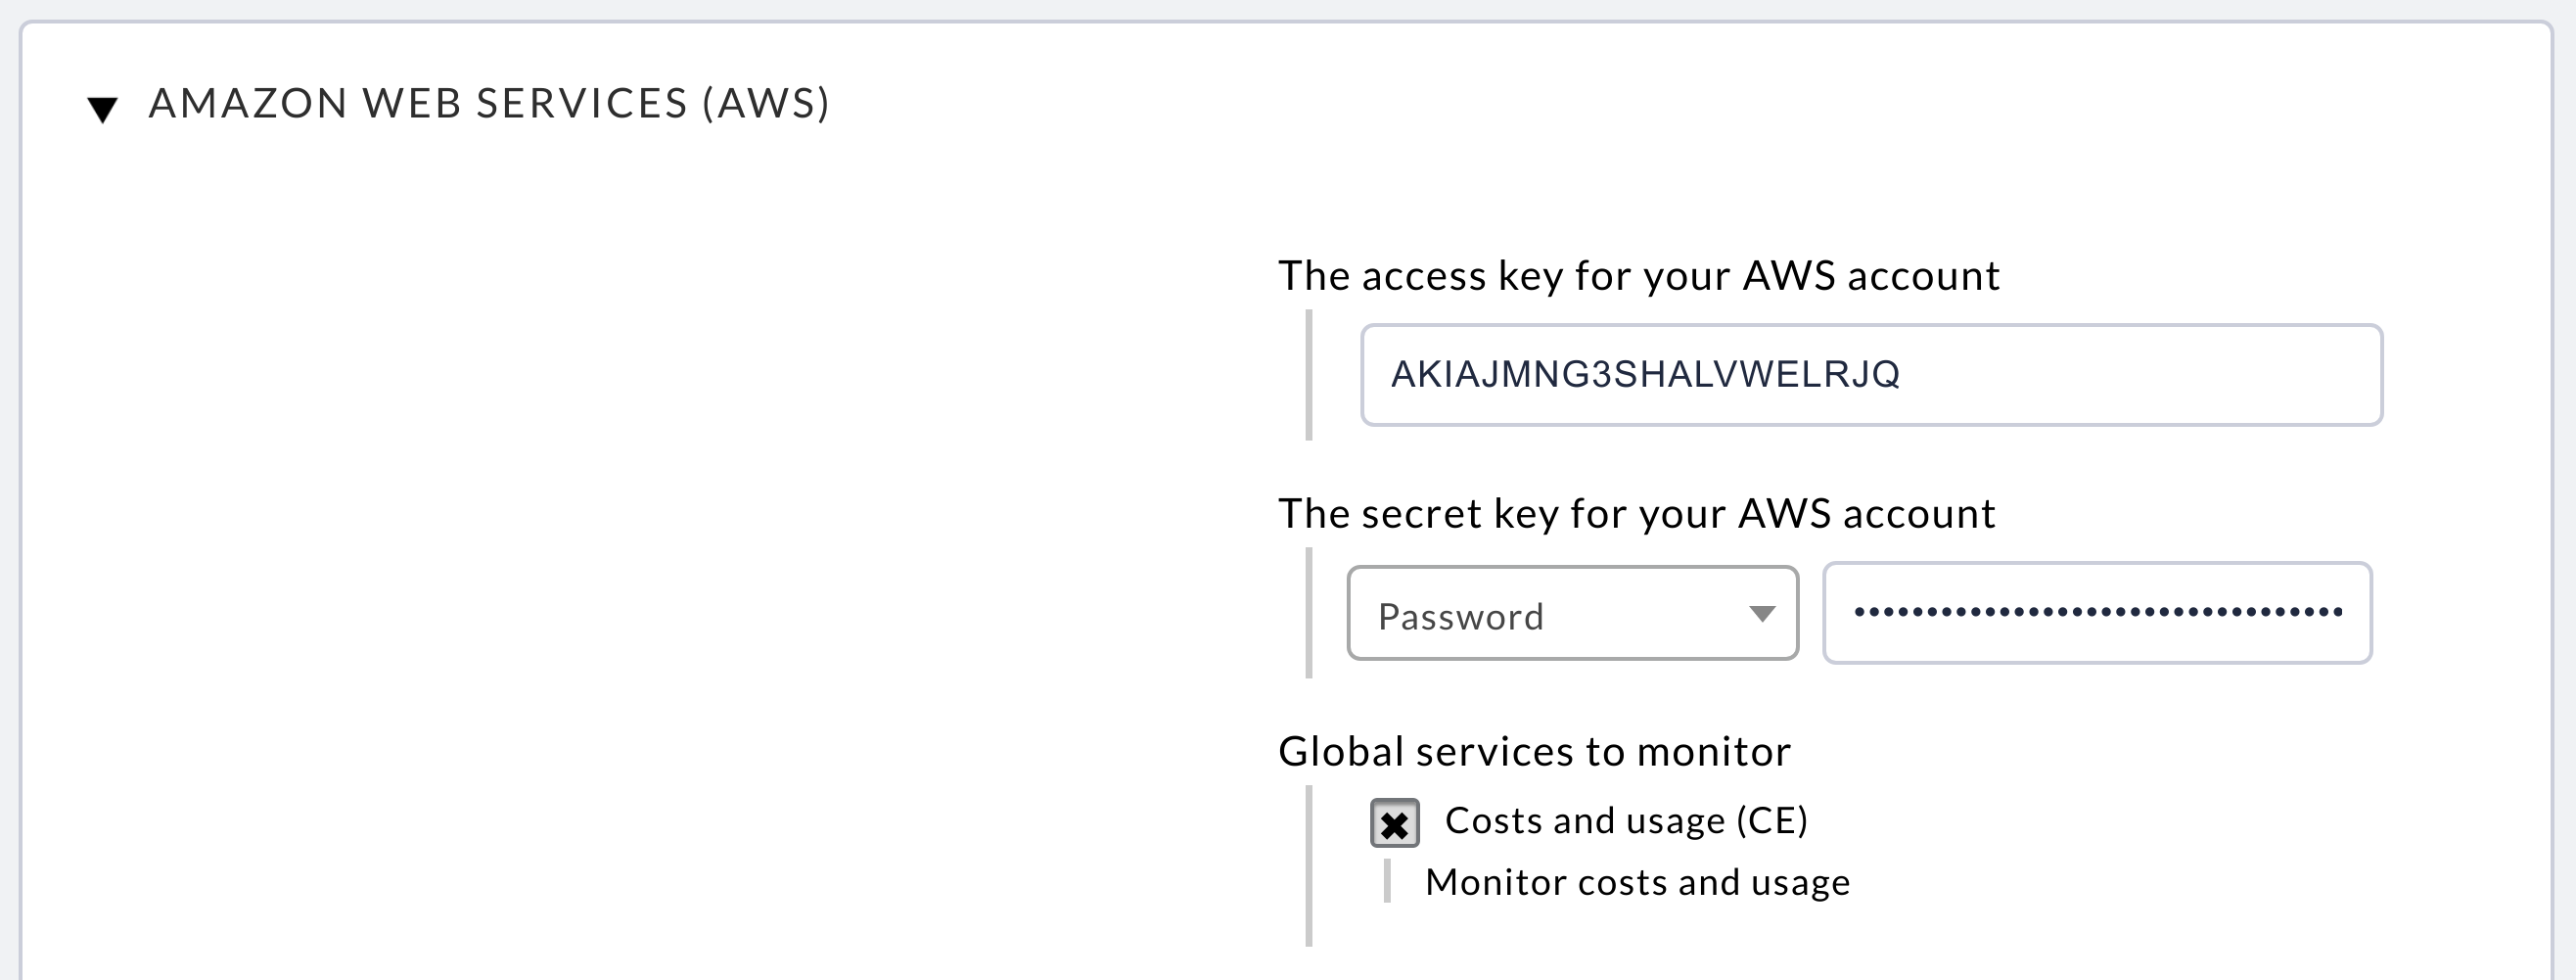 AMAZON WEB SERVICES (AWS)
The access key for your AWS account
AKIAJMNG3SHALVWELRJQ
The secret key for your AWS account
Password ••••••••••••••••••••••••••••••••••
Global services to monitor
Costs and usage (CE)
Monitor costs and usage